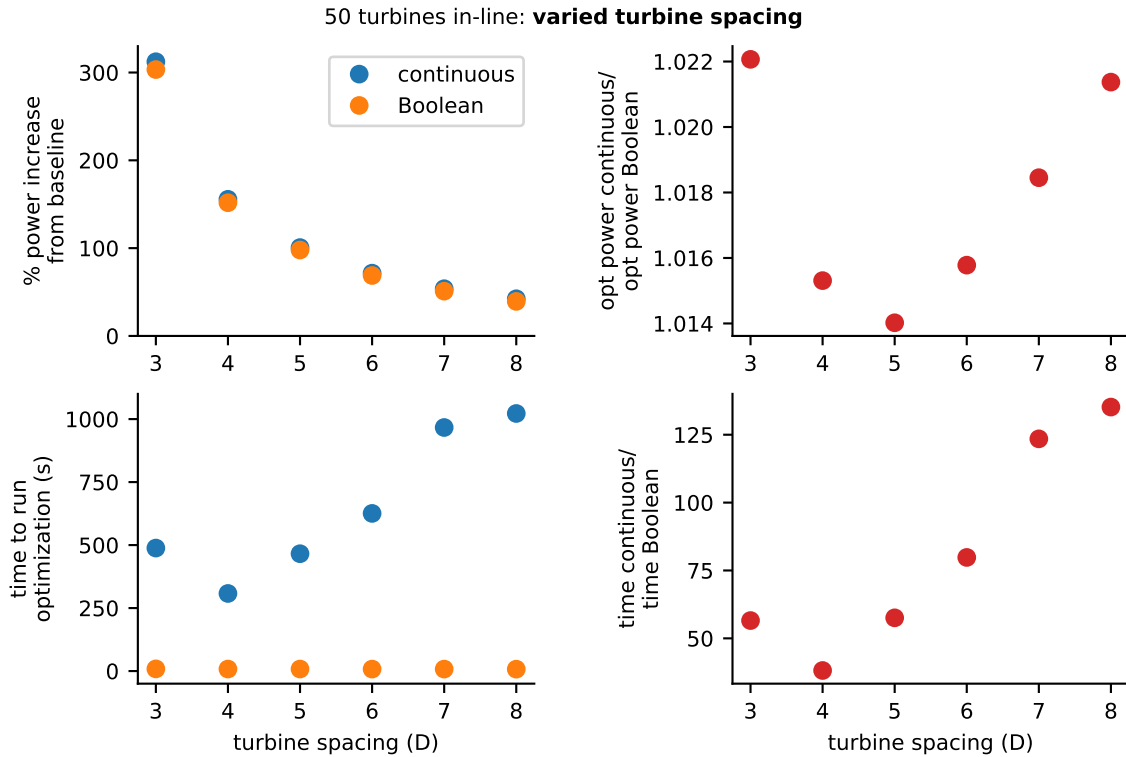 50 turbines in-line: varied turbine spacing
% power increase
from baseline
300
200
100
0
continuous
Boolean
3 4 5 6 7 8
opt power continuous/
opt power Boolean
1.022
1.020
1.018
1.016
1.014
3 4 5 6 7 8
time to run
optimization (s)
1000
750
500
250
0
3 4 5 6 7 8
turbine spacing (D)
time continuous/
time Boolean
125
100
75
50
3 4 5 6 7 8
turbine spacing (D)